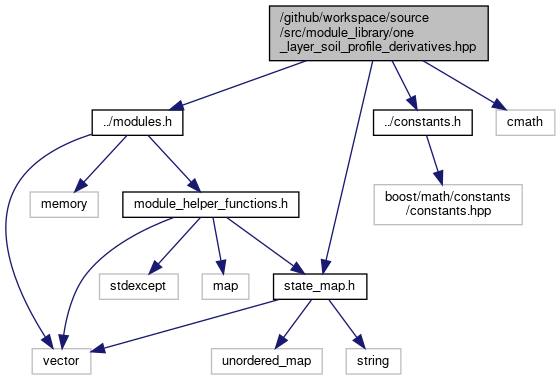 /github/workspace/source
/src/module_library/one
_layer_soil_profile_derivatives.hpp
../modules.h
../constants.h
cmath
memory
module_helper_functions.h
boost/math/constants
/constants.hpp
stdexcept
map
state_map.h
vector
unordered_map
string